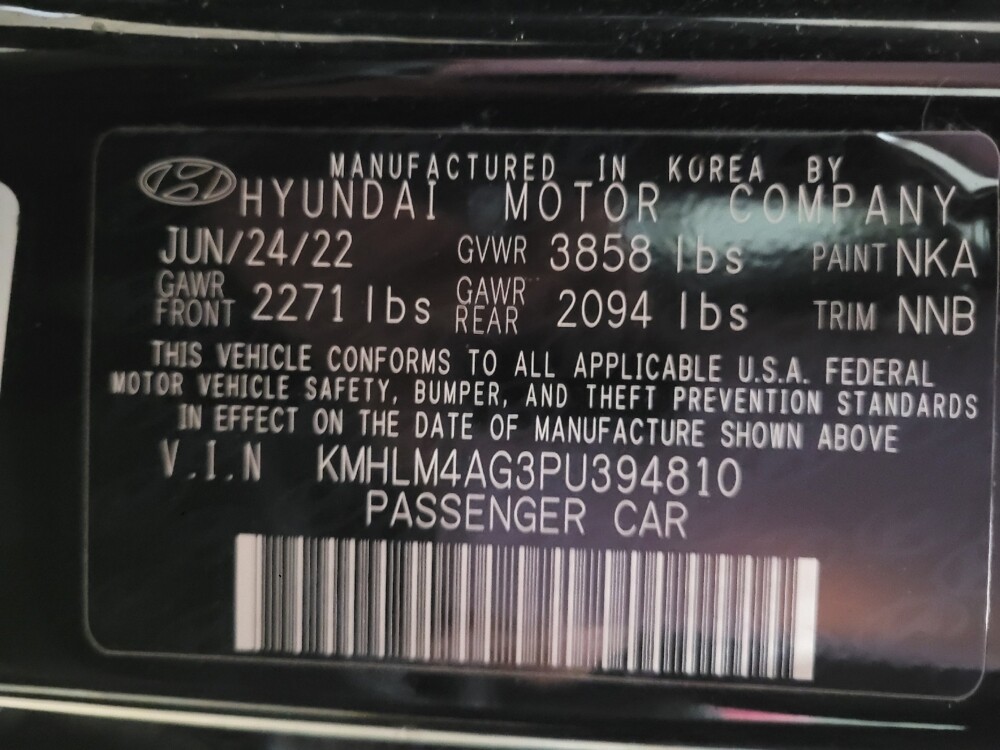 MANUFACTURED IN KOREA BY
HYUNDAI MOTOR COMPANY
JUN/24/22 GVWR 3858 lbs PAINT NKA
GAWR FRONT 2271 lbs GAWR REAR 2094 lbs TRIM NNB
THIS VEHICLE CONFORMS TO ALL APPLICABLE U.S.A. FEDERAL
MOTOR VEHICLE SAFETY, BUMPER, AND THEFT PREVENTION STANDARDS
IN EFFECT ON THE DATE OF MANUFACTURE SHOWN ABOVE
V.I.N KMHLM4AG3PU394810
PASSENGER CAR